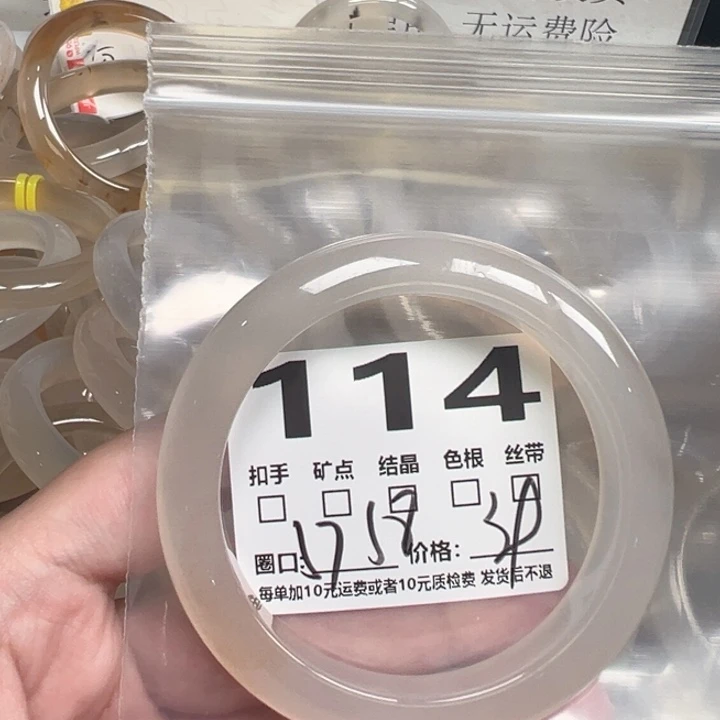 无运费险
114
扣手 矿点 结晶 色根 丝带
圈口: 57 58 价格:
每单加10元运费或者10元质检费 发货后不退